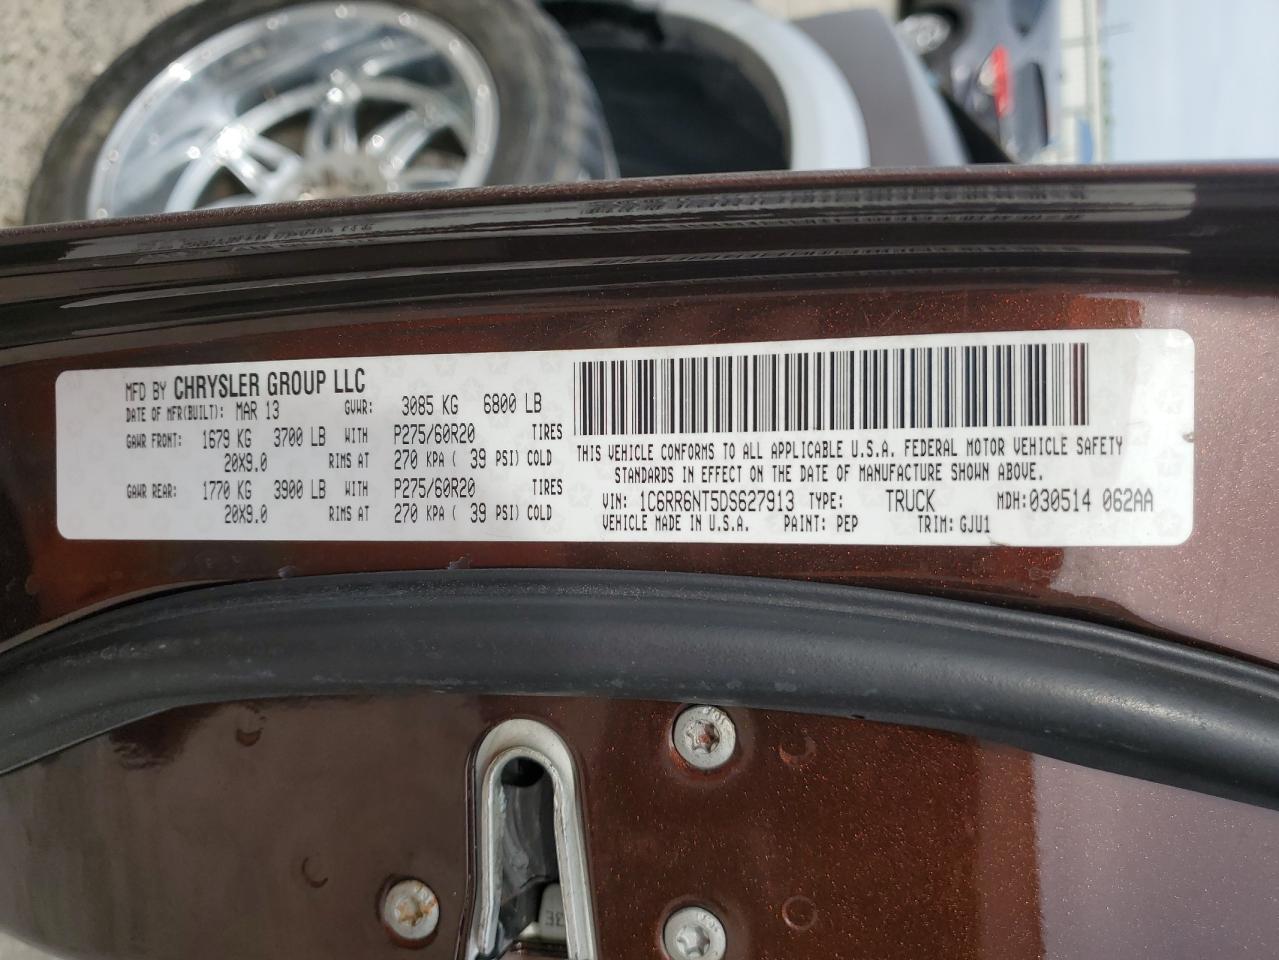 MFD BY CHRYSLER GROUP LLC
DATE OF MFR(BUILT): MAR 13 GVWR: 3085 KG 6800 LB
GAWR FRONT: 1679 KG 3700 LB WITH P275/60R20 TIRES
20X9.0 RIMS AT 270 KPA ( 39 PSI) COLD
GAWR REAR: 1770 KG 3900 LB WITH P275/60R20 TIRES
20X9.0 RIMS AT 270 KPA ( 39 PSI) COLD
THIS VEHICLE CONFORMS TO ALL APPLICABLE U.S.A. FEDERAL MOTOR VEHICLE SAFETY
STANDARDS IN EFFECT ON THE DATE OF MANUFACTURE SHOWN ABOVE.
VIN: 1C6RR6NT5DS627913 TYPE: TRUCK MDH:030514 062AA
VEHICLE MADE IN U.S.A. PAINT: PEP TRIM: GJU1